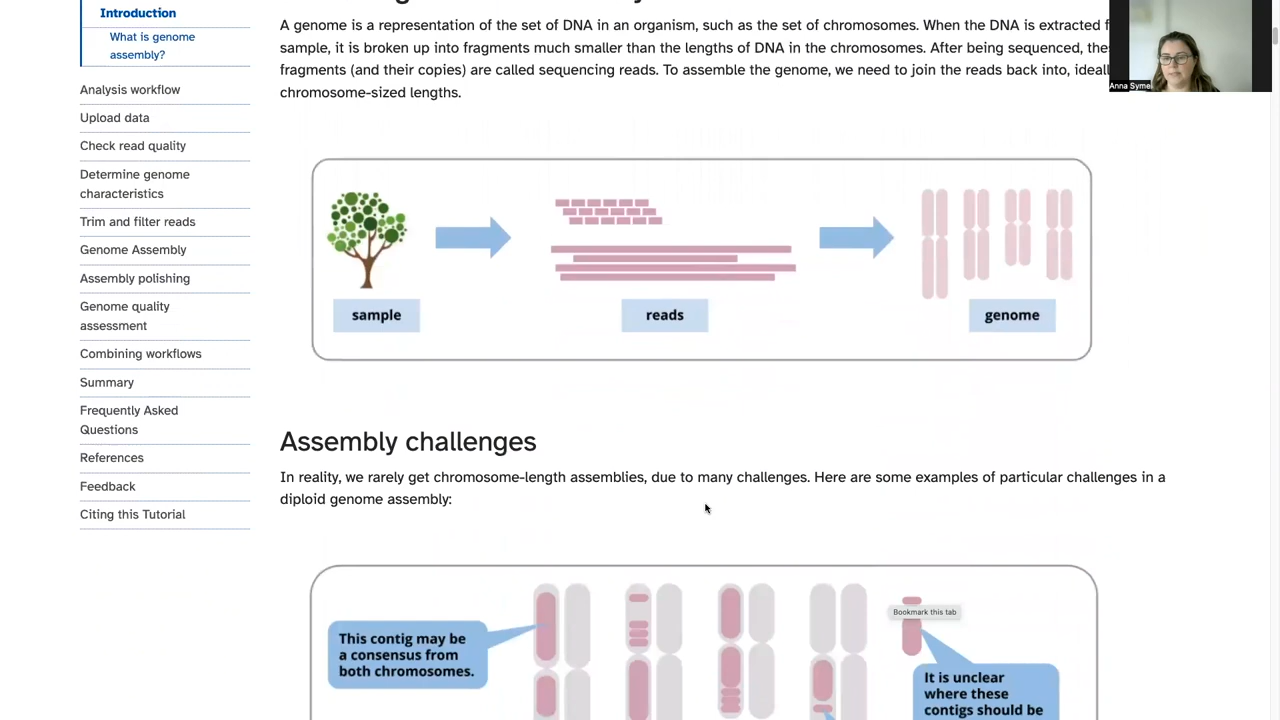 Introduction
What is genome
assembly?
Analysis workflow
Upload data
Check read quality
Determine genome
characteristics
Trim and filter reads
Genome Assembly
Assembly polishing
Genome quality
assessment
Combining workflows
Summary
Frequently Asked
Questions
References
Feedback
Citing this Tutorial
A genome is a representation of the set of DNA in an organism, such as the set of chromosomes. When the DNA is extracted
sample, it is broken up into fragments much smaller than the lengths of DNA in the chromosomes. After being sequenced,
fragments (and their copies) are called sequencing reads. To assemble the genome, we need to join the reads back into,
chromosome-sized lengths.
Anna Syme
sample
reads
genome
Assembly challenges
In reality, we rarely get chromosome-length assemblies, due to many challenges. Here are some examples of particular challenges in a
diploid genome assembly:
This contig may be
a consensus from
both chromosomes.
Bookmark this tab
It is unclear
where these
contigs should be